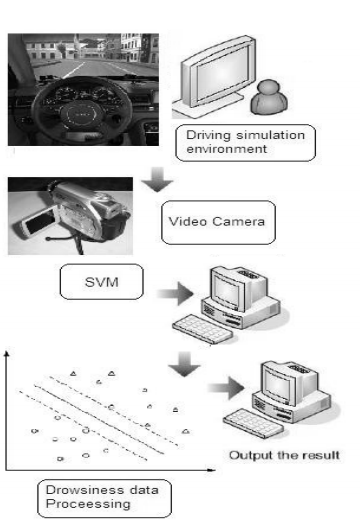 Driving simulation
environment
Video Camera
SVM
Output the result
Drowsiness data
Proceessing